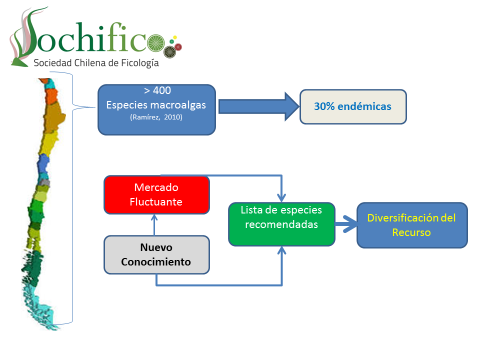 Sochifico
Sociedad Chilena de Ficología
> 400
Especies macroalgas
(Ramírez, 2010)
30% endémicas
Mercado
Fluctuante
Lista de especies
recomendadas
Diversificación del
Recurso
Nuevo
Conocimiento